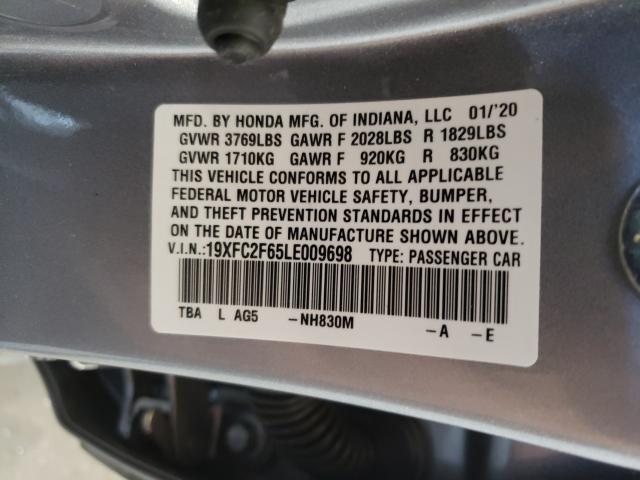 MFD. BY HONDA MFG. OF INDIANA, LLC 01/'20
GVWR 3769LBS GAWR F 2028LBS R 1829LBS
GVWR 1710KG GAWR F 920KG R 830KG
THIS VEHICLE CONFORMS TO ALL APPLICABLE
FEDERAL MOTOR VEHICLE SAFETY, BUMPER,
AND THEFT PREVENTION STANDARDS IN EFFECT
ON THE DATE OF MANUFACTURE SHOWN ABOVE.
V.I.N.:19XFC2F65LE009698 TYPE: PASSENGER CAR
TBA L AG5 -NH830M -A -E